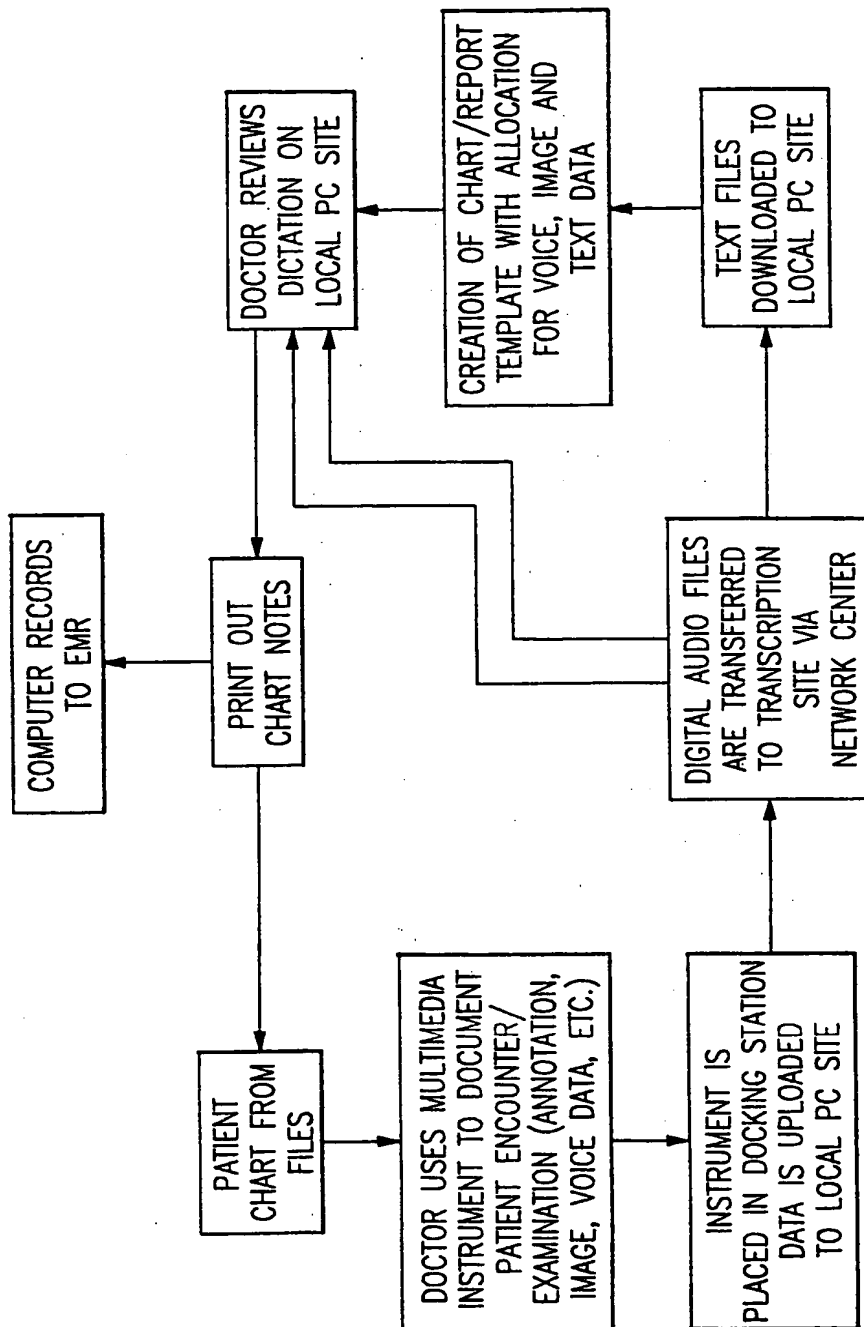 COMPUTER RECORDS
TO EMR
PATIENT
CHART FROM
FILES
PRINT OUT
CHART NOTES
DOCTOR REVIEWS
DICTATION ON
LOCAL PC SITE
DOCTOR USES MULTIMEDIA
INSTRUMENT TO DOCUMENT
PATIENT ENCOUNTER/
EXAMINATION (ANNOTATION,
IMAGE, VOICE DATA, ETC.)
CREATION OF CHART/REPORT
TEMPLATE WITH ALLOCATION
FOR VOICE, IMAGE AND
TEXT DATA
INSTRUMENT IS
PLACED IN DOCKING STATION
DATA IS UPLOADED
TO LOCAL PC SITE
DIGITAL AUDIO FILES
ARE TRANSFERRED
TO TRANSCRIPTION
SITE VIA
NETWORK CENTER
TEXT FILES
DOWNLOADED TO
LOCAL PC SITE